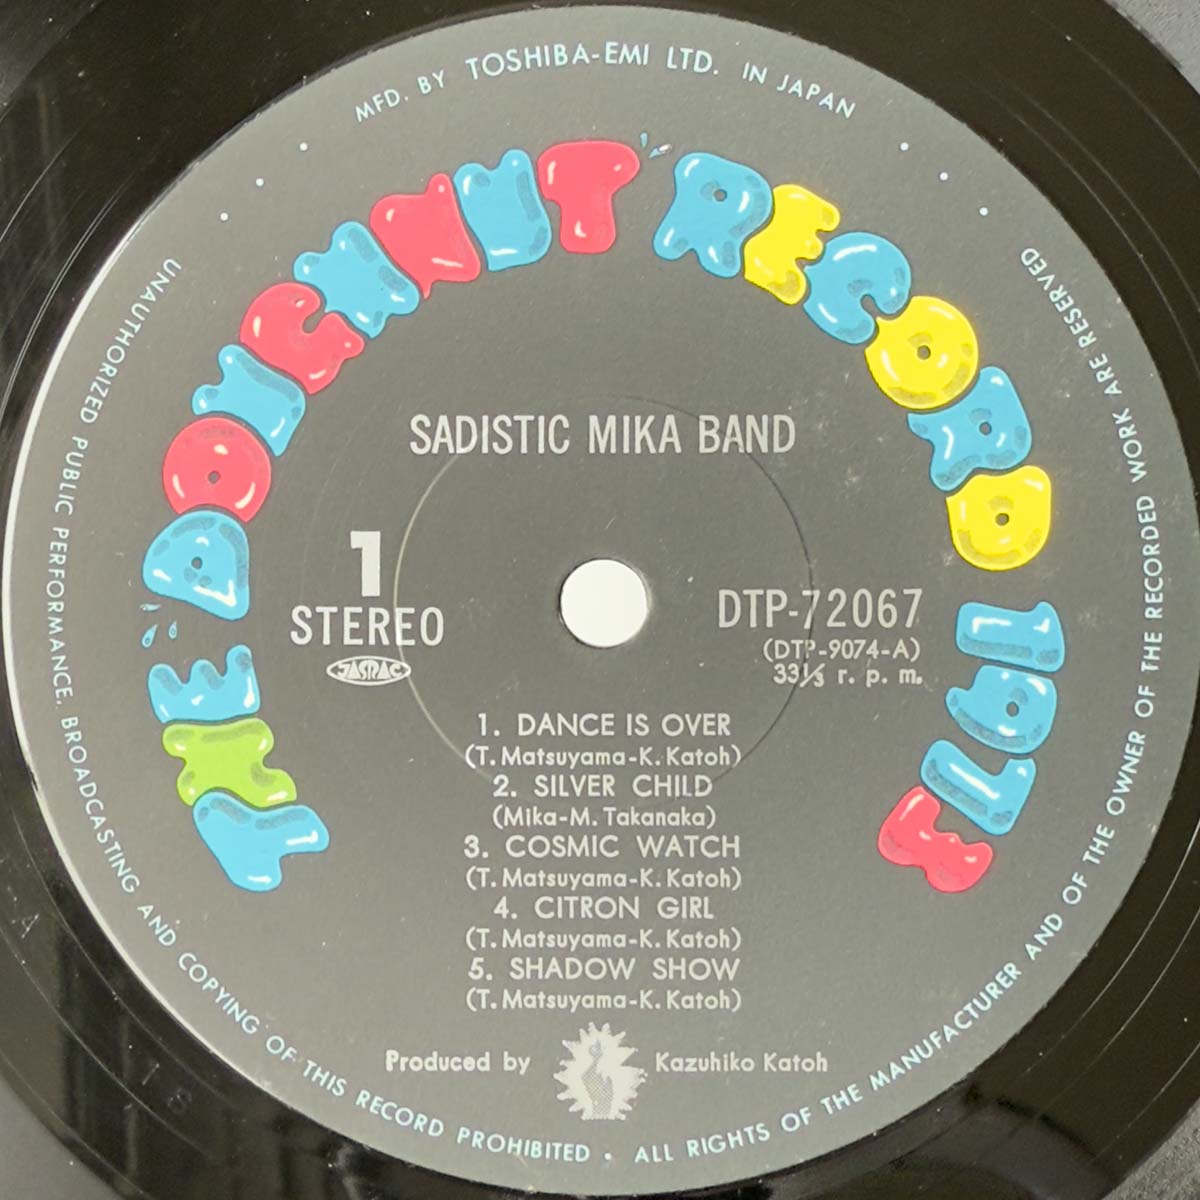 MFD. BY TOSHIBA-EMI LTD. IN JAPAN
THE DOUGHNUT RECORD 1973
SADISTIC MIKA BAND
1
STEREO
JASRAC
DTP-72067
(DTP-9074-A)
33⅓ r. p. m.
1. DANCE IS OVER
(T. Matsuyama-K. Katoh)
2. SILVER CHILD
(Mika-M. Takanaka)
3. COSMIC WATCH
(T. Matsuyama-K. Katoh)
4. CITRON GIRL
(T. Matsuyama-K. Katoh)
5. SHADOW SHOW
(T. Matsuyama-K. Katoh)
Produced by Kazuhiko Katoh
UNAUTHORIZED PUBLIC PERFORMANCE, BROADCASTING AND COPYING OF THIS RECORD PROHIBITED • ALL RIGHTS OF THE MANUFACTURER AND OF THE OWNER OF THE RECORDED WORK ARE RESERVED